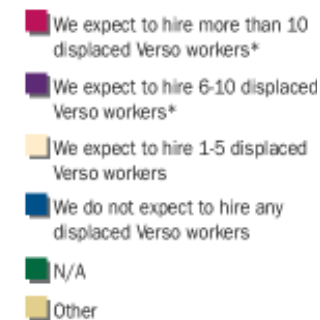 We expect to hire more than 10
displaced Verso workers*
We expect to hire 6-10 displaced
Verso workers*
We expect to hire 1-5 displaced
Verso workers
We do not expect to hire any
displaced Verso workers
N/A
Other